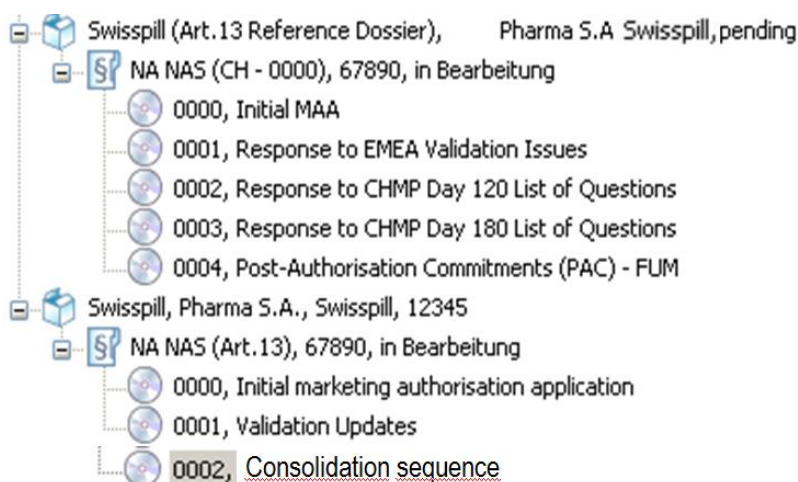 Swisspill (Art.13 Reference Dossier), Pharma S.A Swisspill, pending
NA NAS (CH - 0000), 67890, in Bearbeitung
0000, Initial MAA
0001, Response to EMEA Validation Issues
0002, Response to CHMP Day 120 List of Questions
0003, Response to CHMP Day 180 List of Questions
0004, Post-Authorisation Commitments (PAC) - FUM
Swisspill, Pharma S.A., Swisspill, 12345
NA NAS (Art.13), 67890, in Bearbeitung
0000, Initial marketing authorisation application
0001, Validation Updates
0002, Consolidation sequence